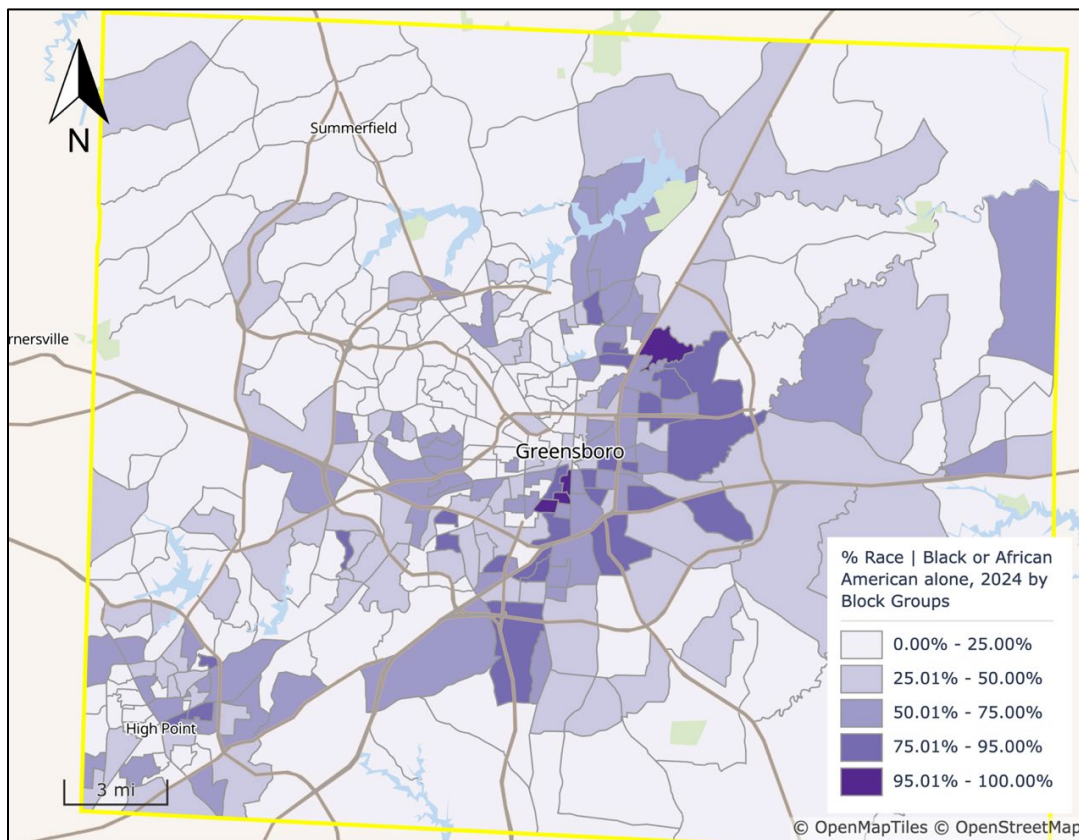 N
Summerfield
rnersville
Greensboro
% Race | Black or African
American alone, 2024 by
Block Groups
0.00% - 25.00%
25.01% - 50.00%
50.01% - 75.00%
75.01% - 95.00%
95.01% - 100.00%
High Point
3 mi
© OpenMapTiles © OpenStreetMap